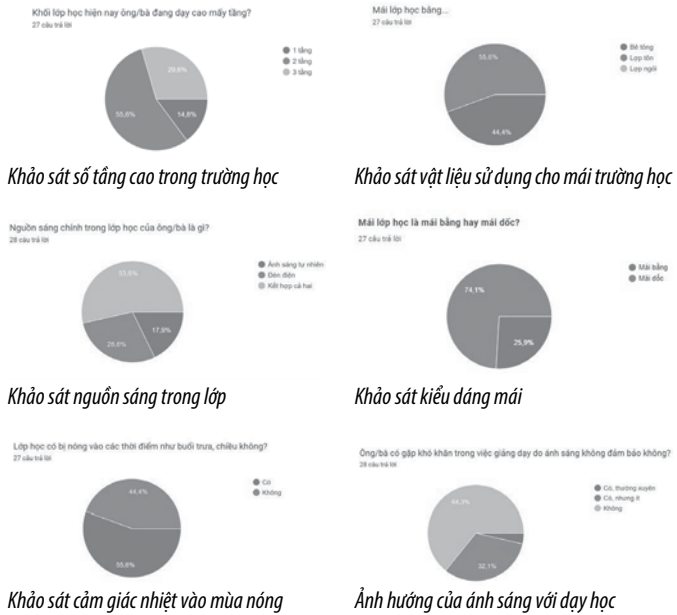 Khối lớp học hiện nay ông/bà đang dạy cao mấy tầng?
27 câu trả lời
1 tầng
2 tầng
3 tầng
29,6%
55,6%
14,8%
Khảo sát số tầng cao trong trường học
Mái lớp học bằng...
27 câu trả lời
Bê tông
Lợp tôn
Lợp ngói
55,6%
44,4%
Khảo sát vật liệu sử dụng cho mái trường học
Nguồn sáng chính trong lớp học của ông/bà là gì?
28 câu trả lời
Ánh sáng tự nhiên
Đèn điện
Kết hợp cả hai
53,6%
17,9%
28,6%
Khảo sát nguồn sáng trong lớp
Mái lớp học là mái bằng hay mái dốc?
27 câu trả lời
Mái bằng
Mái dốc
74,1%
25,9%
Khảo sát kiểu dáng mái
Lớp học có bị nóng vào các thời điểm như buổi trưa, chiều không?
27 câu trả lời
Có
Không
44,4%
55,6%
Khảo sát cảm giác nhiệt vào mùa nóng
Ông/bà có gặp khó khăn trong việc giảng dạy do ánh sáng không đảm bảo không?
28 câu trả lời
Có, thường xuyên
Có, nhưng ít
Không
64,3%
32,1%
Ảnh hưởng của ánh sáng với dạy học